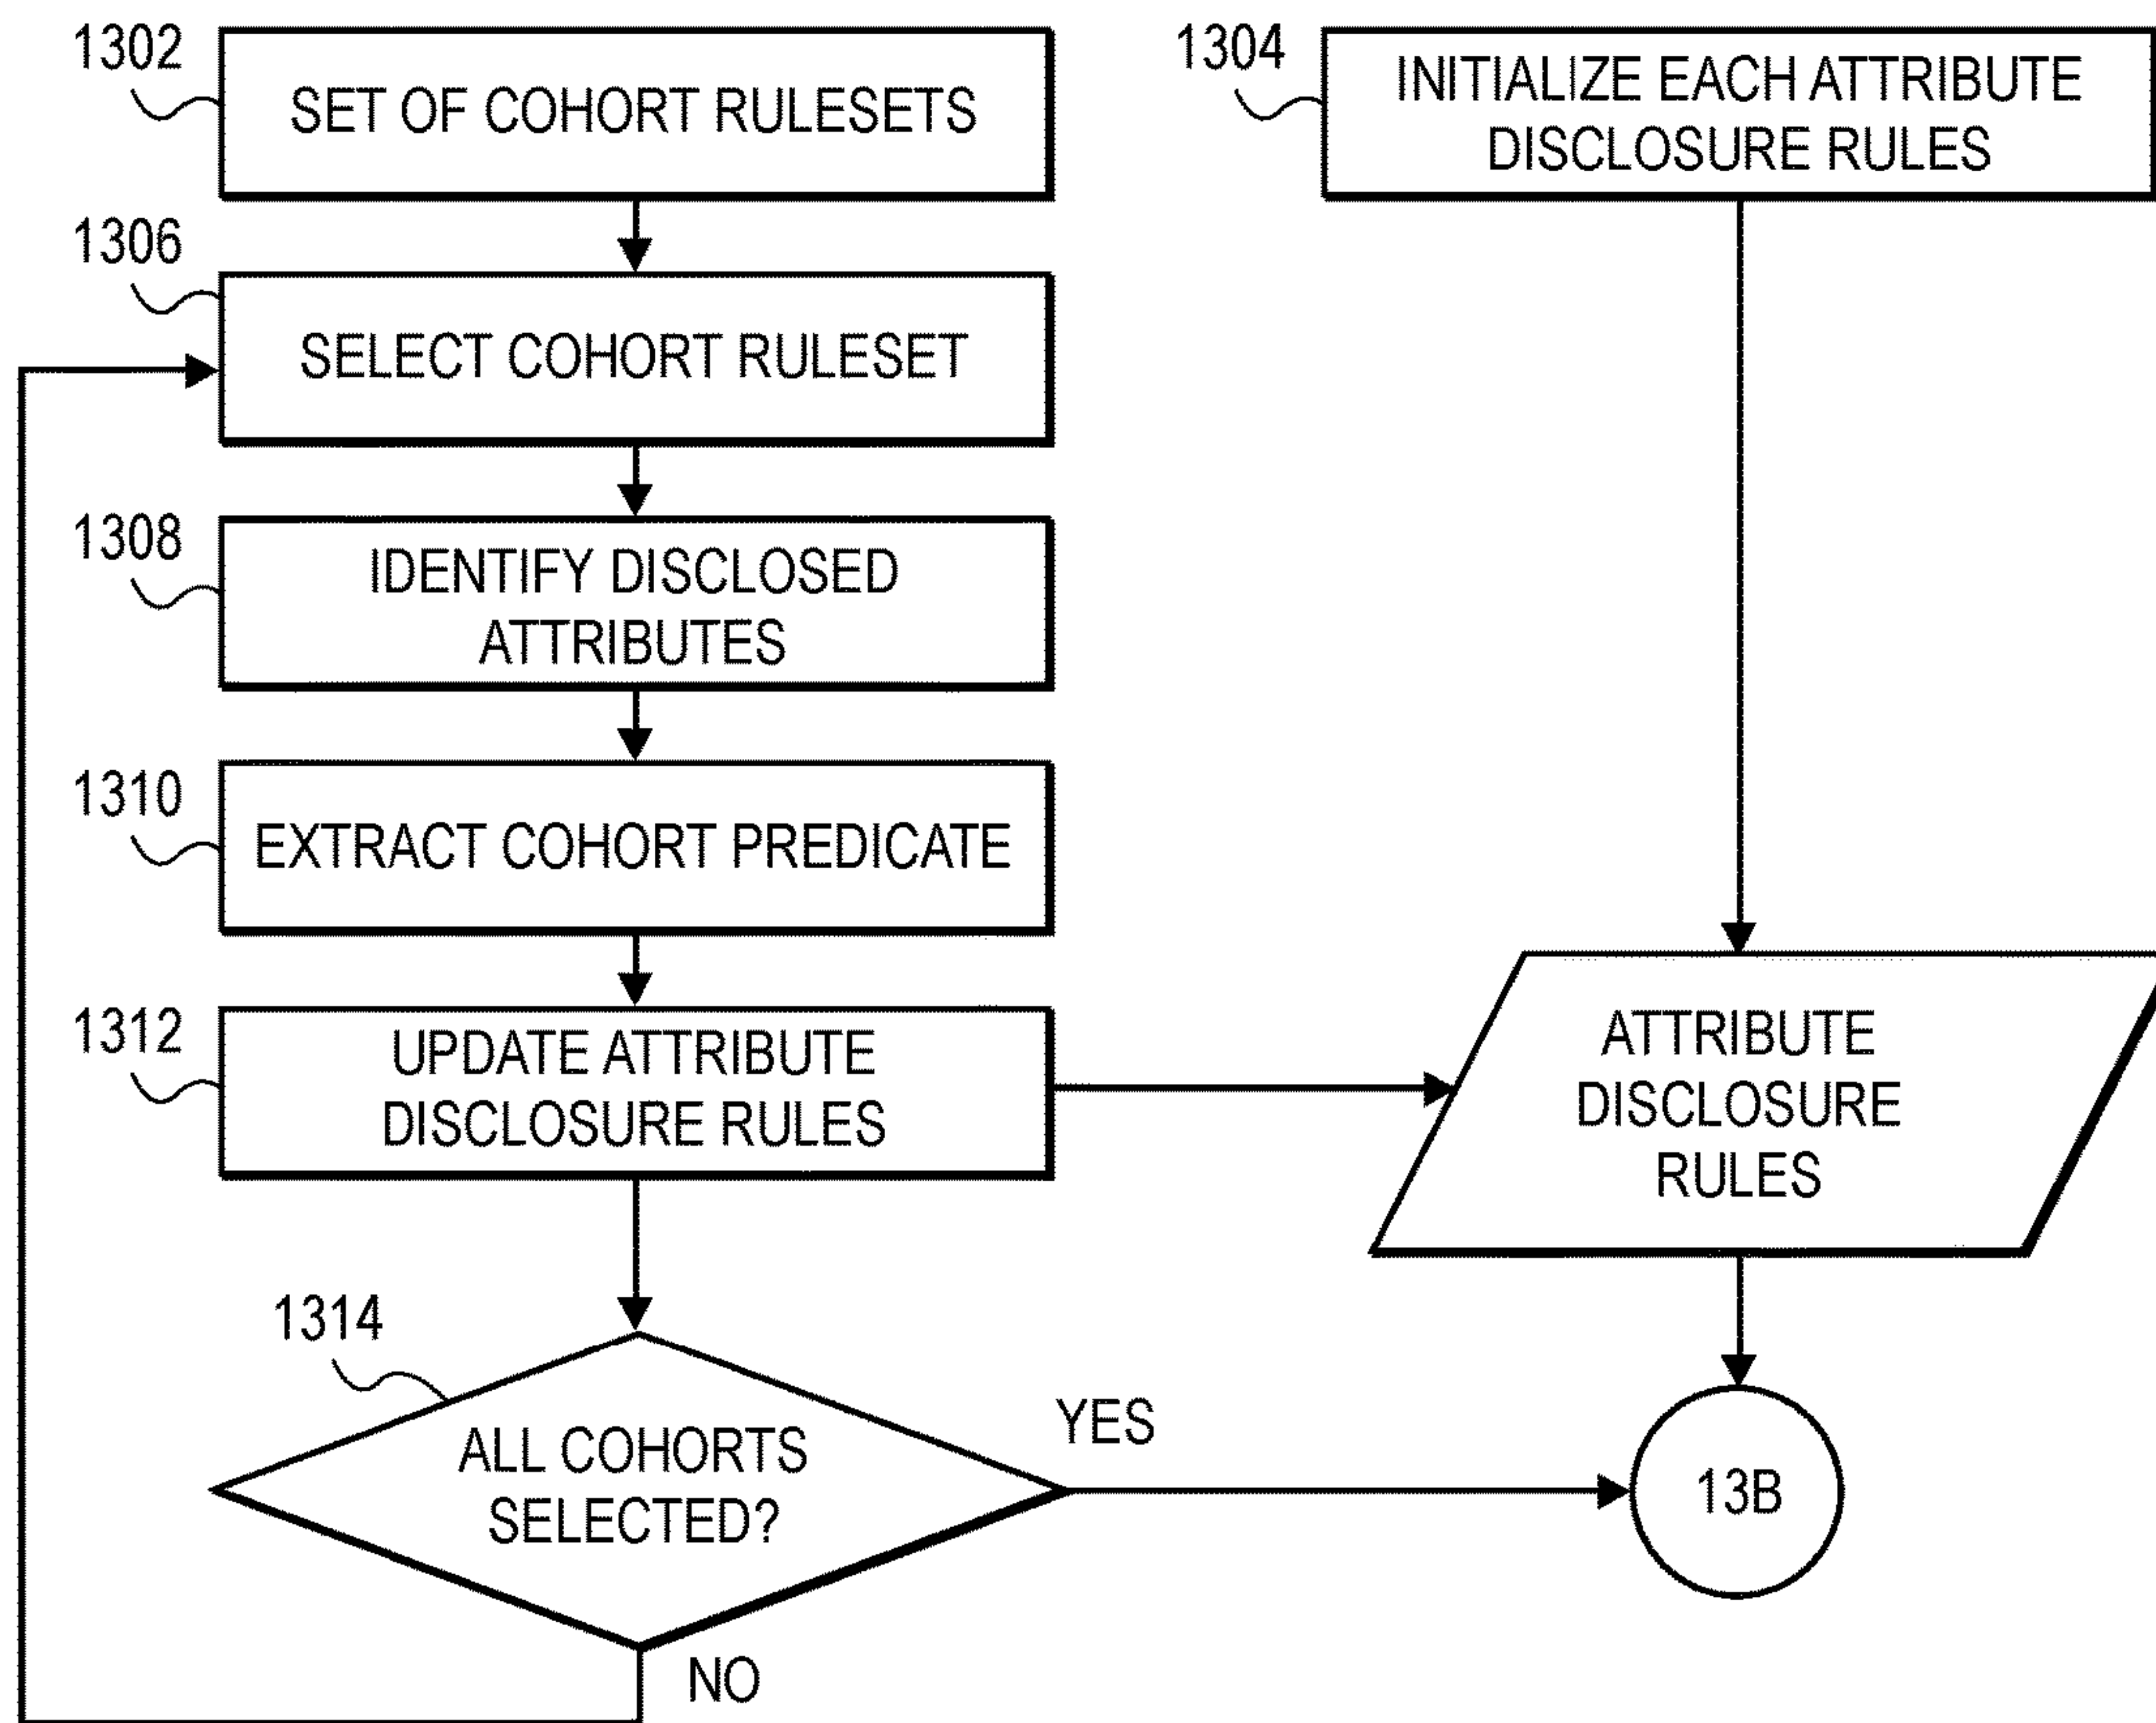 1302
SET OF COHORT RULESETS
1304
INITIALIZE EACH ATTRIBUTE
DISCLOSURE RULES
1306
SELECT COHORT RULESET
1308
IDENTIFY DISCLOSED
ATTRIBUTES
1310
EXTRACT COHORT PREDICATE
1312
UPDATE ATTRIBUTE
DISCLOSURE RULES
ATTRIBUTE
DISCLOSURE
RULES
1314
ALL COHORTS
SELECTED?
YES
13B
NO